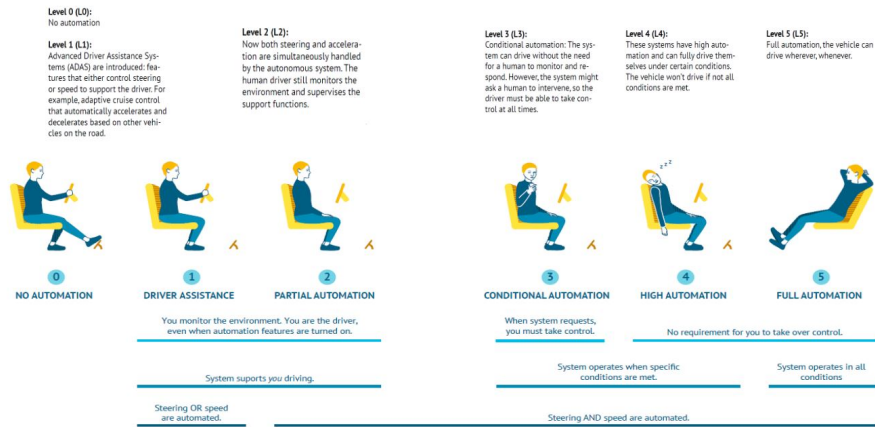 Level 0 (L0):
No automation
Level 1 (L1):
Advanced Driver Assistance Sys-
tems (ADAS) are introduced: fea-
tures that either control steering
or speed to support the driver. For
example, adaptive cruise control
that automatically accelerates and
decelerates based on other vehi-
cles on the road.
Level 2 (L2):
Now both steering and accelera-
tion are simultaneously handled
by the autonomous system. The
human driver still monitors the
environment and supervises the
support functions.
Level 3 (L3):
Conditional automation: The sys-
tem can drive without the need
for a human to monitor and re-
spond. However, the system might
ask a human to intervene, so the
driver must be able to take con-
trol at all times.
Level 4 (L4):
These systems have high auto-
mation and can fully drive them-
selves under certain conditions.
The vehicle won't drive if not all
conditions are met.
Level 5 (L5):
Full automation, the vehicle can
drive wherever, whenever.
z z z
0
NO AUTOMATION
1
DRIVER ASSISTANCE
2
PARTIAL AUTOMATION
3
CONDITIONAL AUTOMATION
4
HIGH AUTOMATION
5
FULL AUTOMATION
You monitor the environment. You are the driver,
even when automation features are turned on.
When system requests,
you must take control.
No requirement for you to take over control.
System suports you driving.
System operates when specific
conditions are met.
System operates in all
conditions
Steering OR speed
are automated.
Steering AND speed are automated.